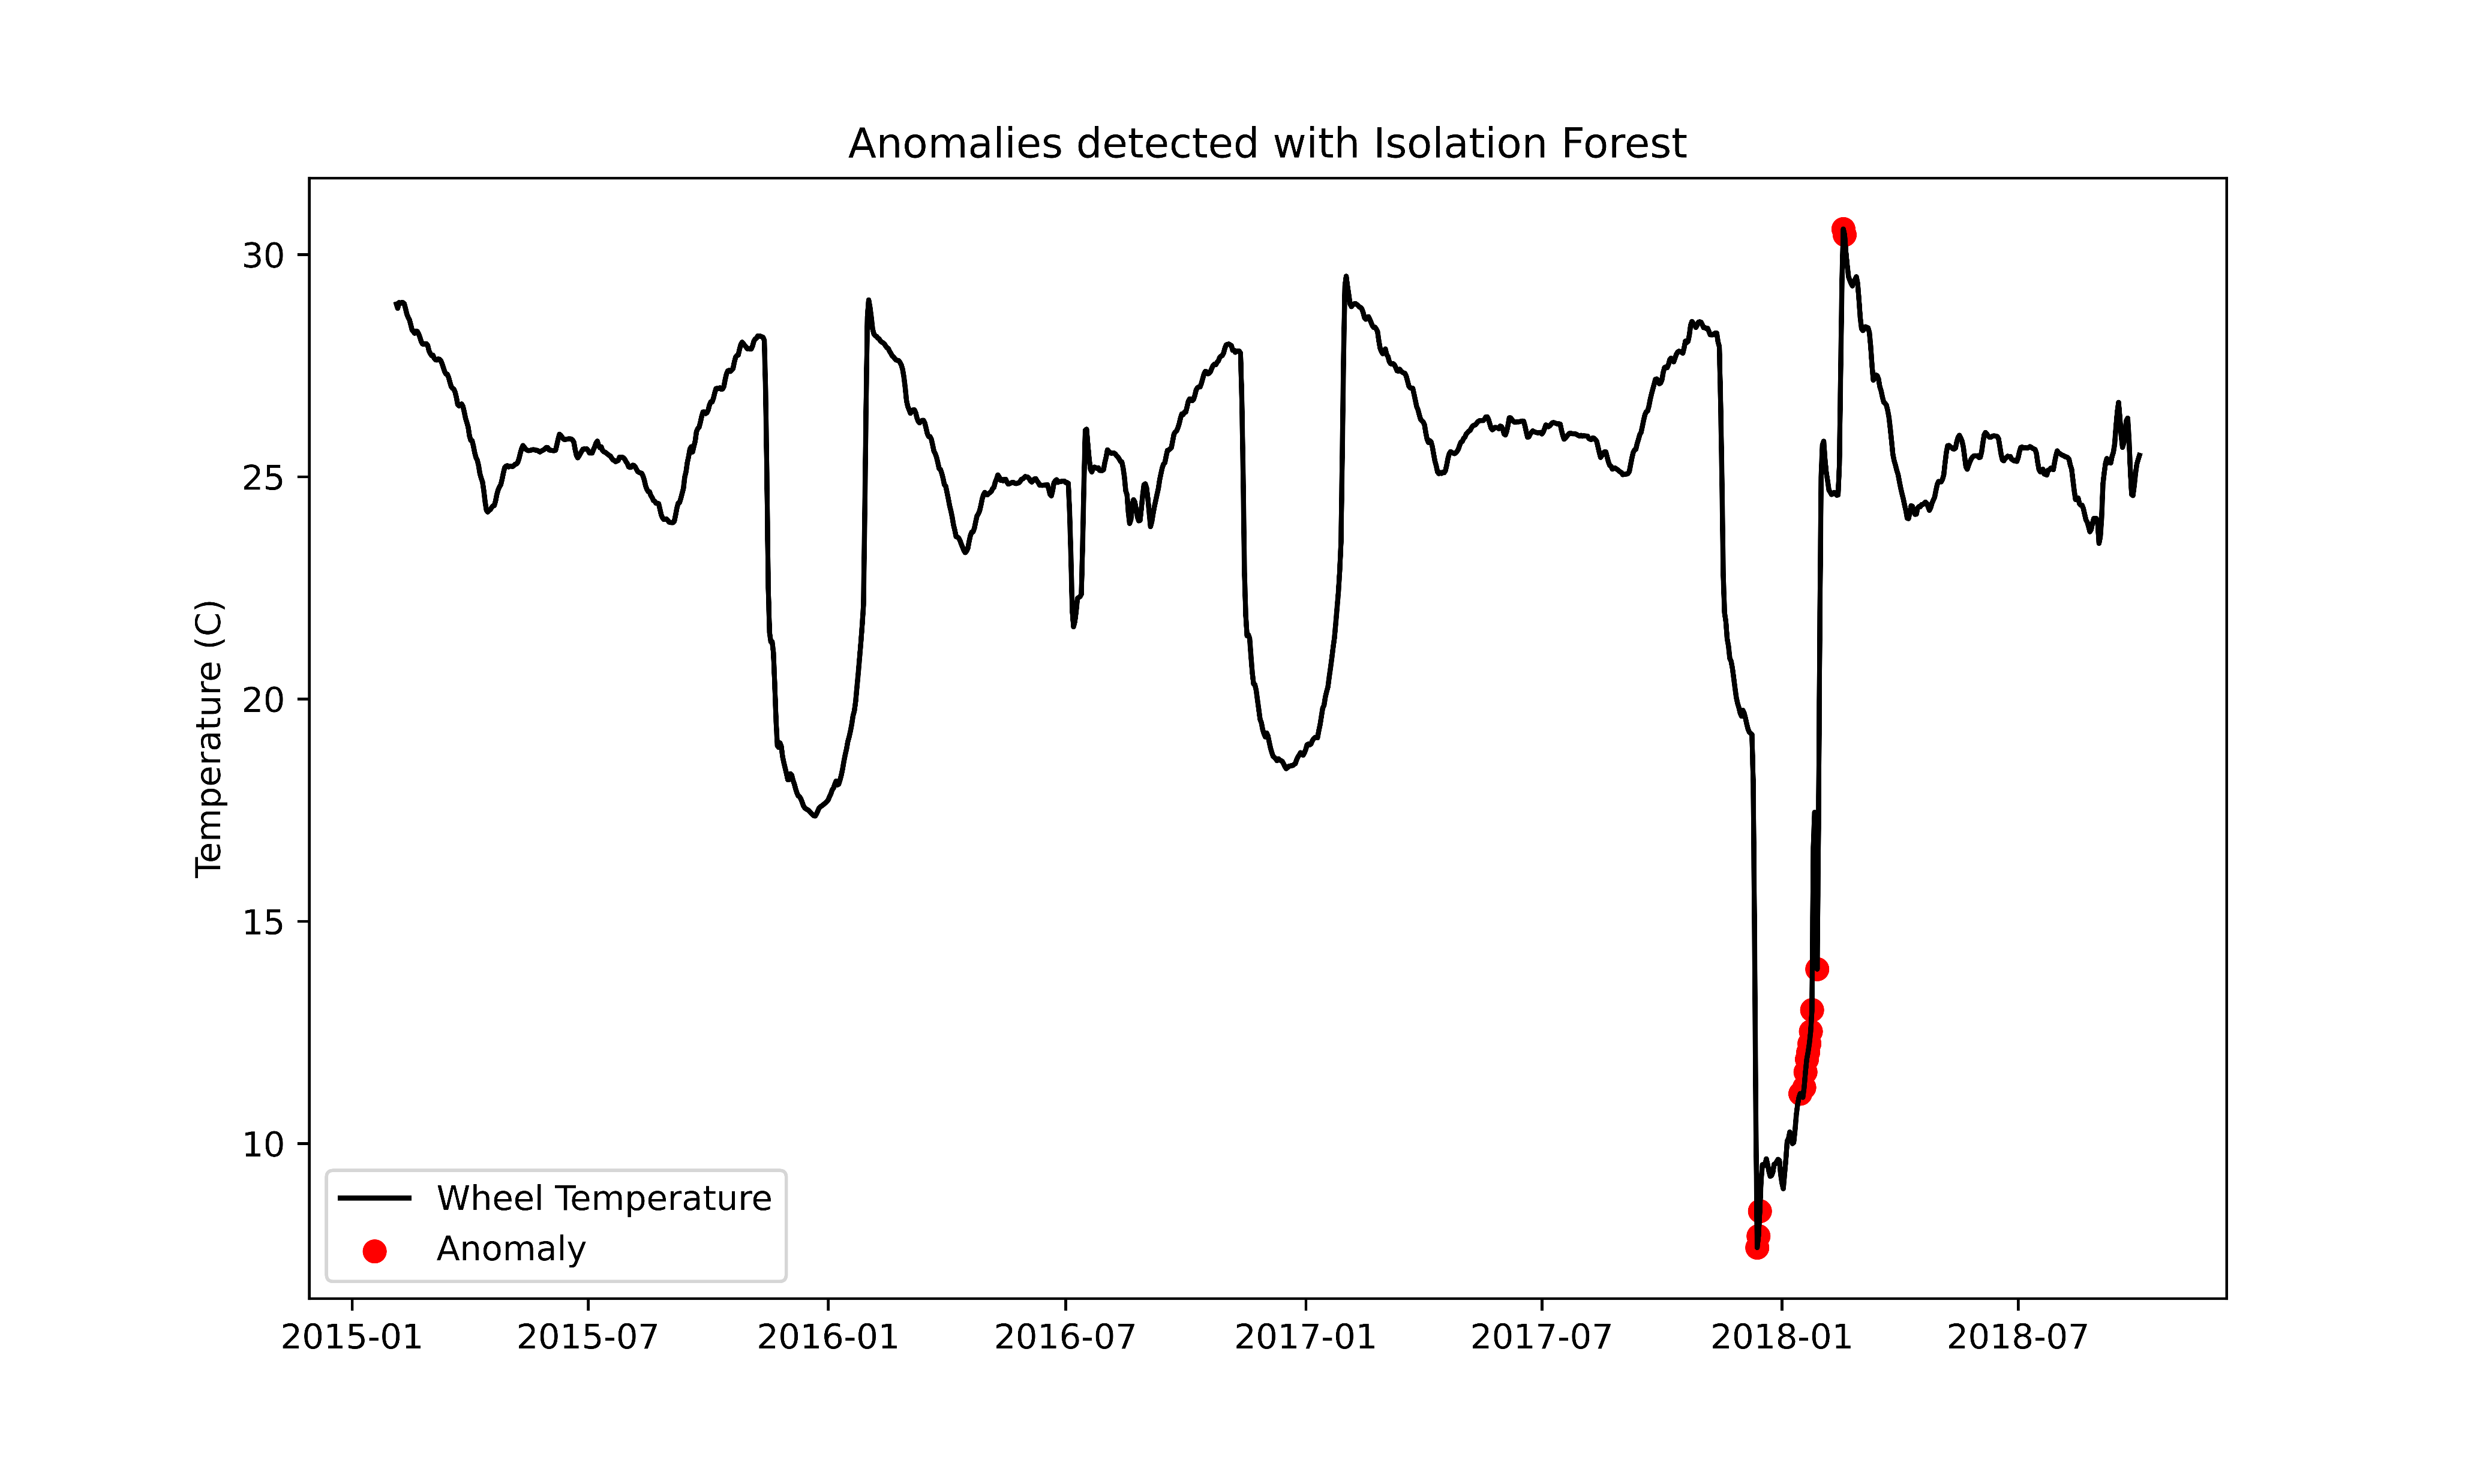 Anomalies detected with Isolation Forest
30
25
20
15
10
Temperature (C)
Wheel Temperature
Anomaly
2015-01 2015-07 2016-01 2016-07 2017-01 2017-07 2018-01 2018-07